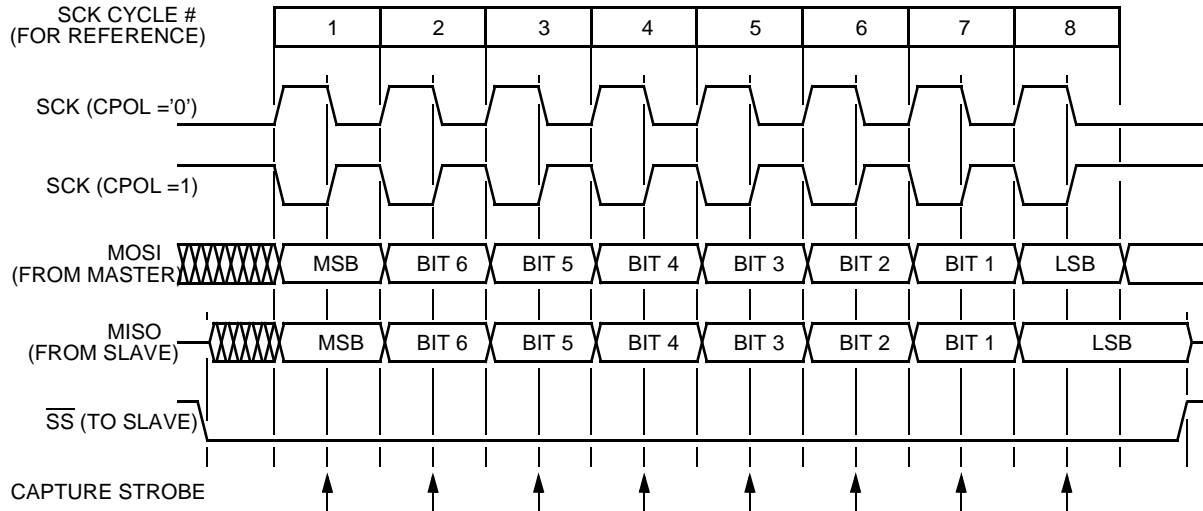 SCK CYCLE #
(FOR REFERENCE)
1 2 3 4 5 6 7 8
SCK (CPOL ='0')
SCK (CPOL =1)
MOSI
(FROM MASTER)
MSB BIT 6 BIT 5 BIT 4 BIT 3 BIT 2 BIT 1 LSB
MISO
(FROM SLAVE)
MSB BIT 6 BIT 5 BIT 4 BIT 3 BIT 2 BIT 1 LSB
SS (TO SLAVE)
CAPTURE STROBE